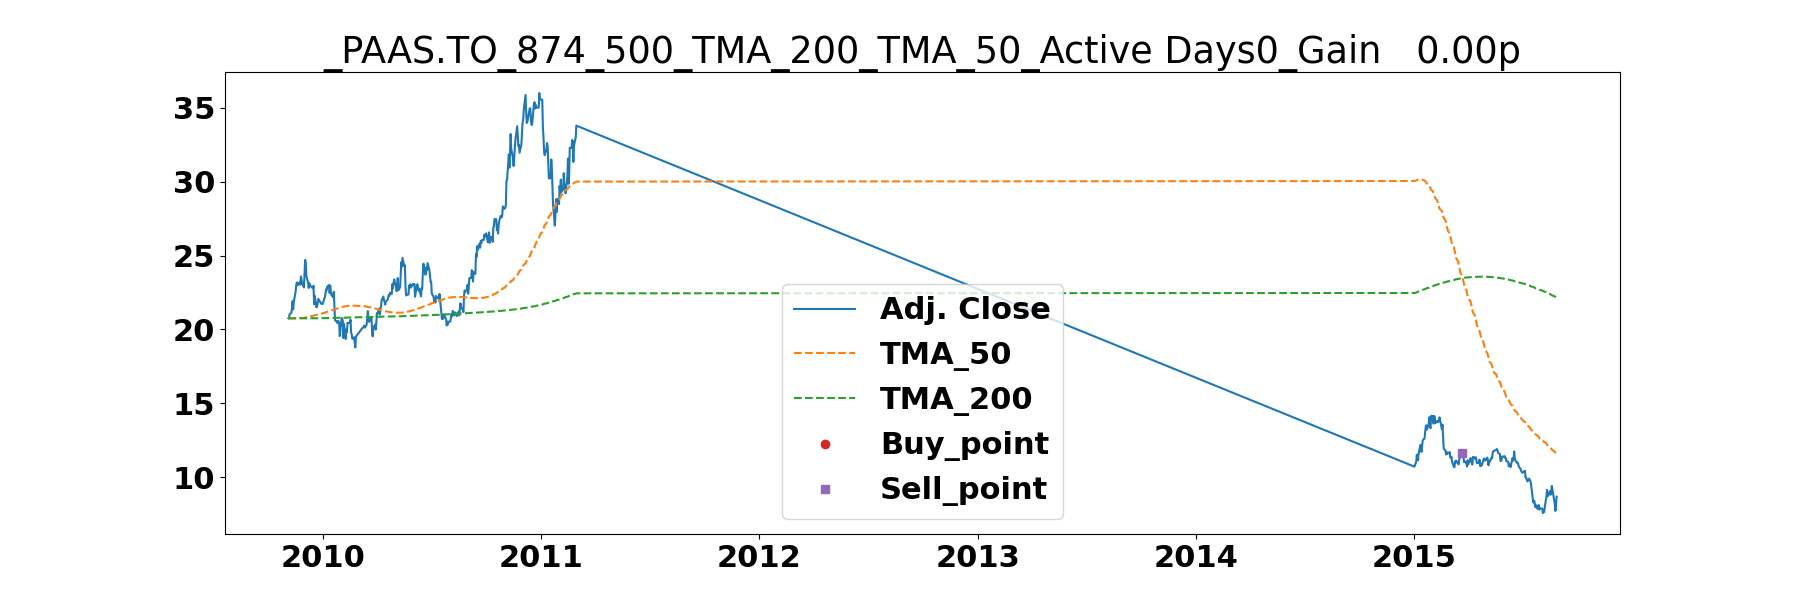 _PAAS.TO_874_500_TMA_200_TMA_50_Active Days0_Gain   0.00p
35
30
25
20
15
10
Adj. Close
TMA_50
TMA_200
Buy_point
Sell_point
2010 2011 2012 2013 2014 2015